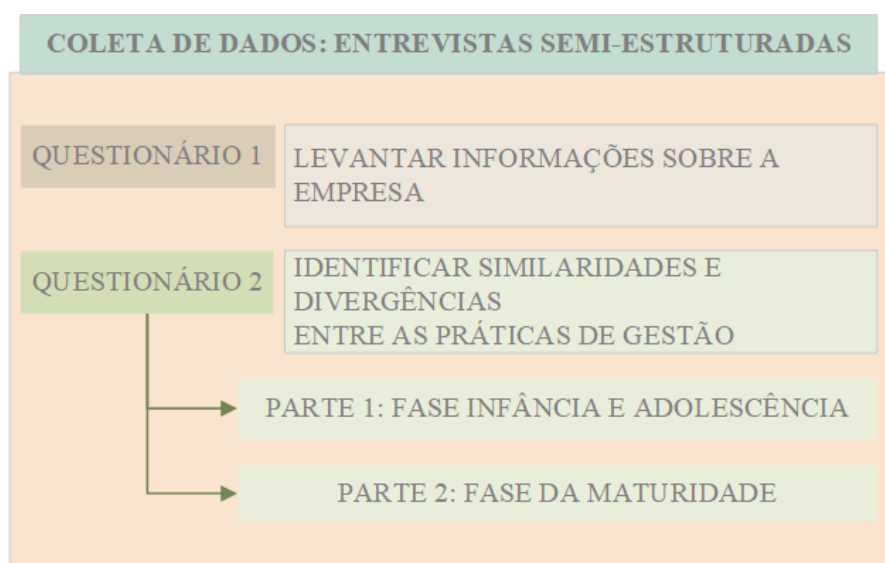 COLETA DE DADOS: ENTREVISTAS SEMI-ESTRUTURADAS
QUESTIONÁRIO 1
LEVANTAR INFORMAÇÕES SOBRE A
EMPRESA
QUESTIONÁRIO 2
IDENTIFICAR SIMILARIDADES E
DIVERGÊNCIAS
ENTRE AS PRÁTICAS DE GESTÃO
PARTE 1: FASE INFÂNCIA E ADOLESCÊNCIA
PARTE 2: FASE DA MATURIDADE